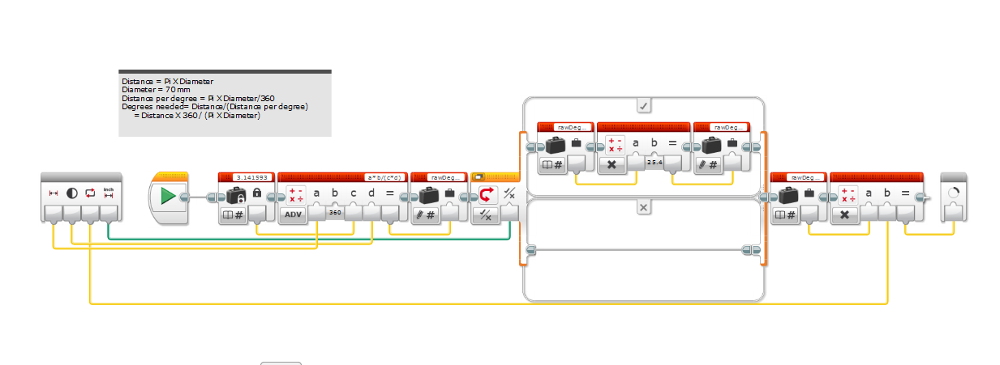 Distance = Pi X Diameter
Diameter = 70 mm
Distance per degree = Pi X Diameter/360
Degrees needed= Distance/(Distance per degree)
= Distance X 360 / (Pi X Diameter)
rawDeg...
rawDeg...
+ -
x ÷
a b =
25.4
#
#
inch
3.141593
a*b/(c*d)
rawDeg...
+ -
x ÷
a b c d =
#
ADV
360
#
rawDeg...
+ -
x ÷
a b =
#